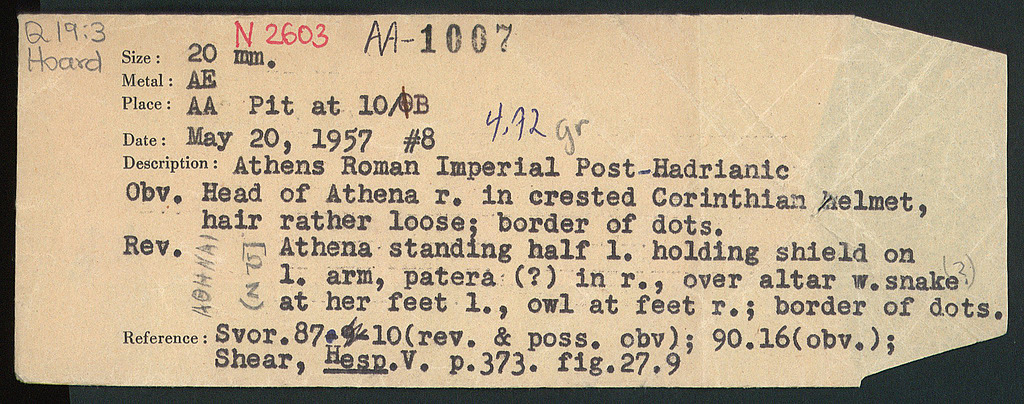 Q 19:3
Hoard
N 2603 AA-1007
Size: 20 mm.
Metal: AE
Place: AA Pit at 10/B
Date: May 20, 1957 #8
4.92 gr
Description: Athens Roman Imperial Post-Hadrianic
Obv. Head of Athena r. in crested Corinthian helmet,
hair rather loose; border of dots.
Rev. Athena standing half l. holding shield on
l. arm, patera (?) in r., over altar w.snake (?)
at her feet l., owl at feet r.; border of dots.
ΑΘΗΝΑΙ
Reference: Svor.87. 10(rev. & poss. obv); 90.16(obv.);
Shear, Hesp.V. p.373. fig.27.9